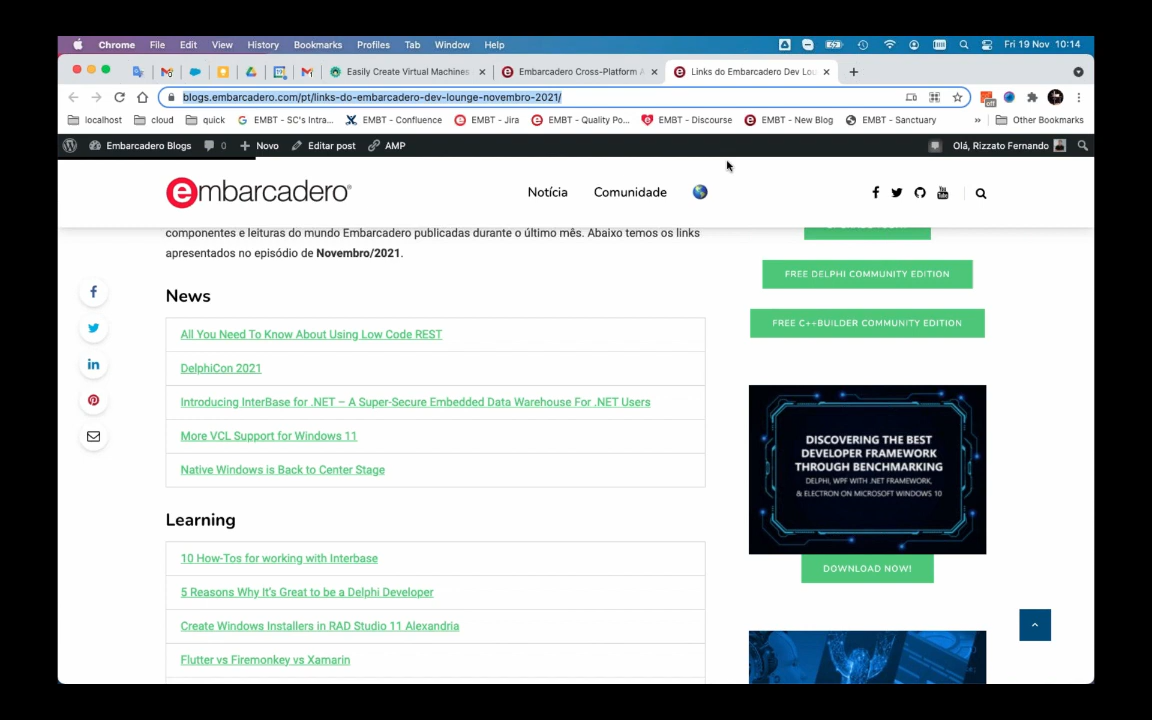 Chrome File Edit View History Bookmarks Profiles Tab Window Help
Fri 19 Nov 10:14
Easily Create Virtual Machines
Embarcadero Cross-Platform A
Links do Embarcadero Dev Lou
blogs.embarcadero.com/pt/links-do-embarcadero-dev-lounge-novembro-2021/
localhost cloud quick EMBT - SC's Intra... EMBT - Confluence EMBT - Jira EMBT - Quality Po... EMBT - Discourse EMBT - New Blog EMBT - Sanctuary » Other Bookmarks
Embarcadero Blogs 0 Novo Editar post AMP Olá, Rizzato Fernando
embarcadero®
Notícia Comunidade
componentes e leituras do mundo Embarcadero publicadas durante o último mês. Abaixo temos os links
apresentados no episódio de Novembro/2021.
News
All You Need To Know About Using Low Code REST
DelphiCon 2021
Introducing InterBase for .NET – A Super-Secure Embedded Data Warehouse For .NET Users
More VCL Support for Windows 11
Native Windows is Back to Center Stage
Learning
10 How-Tos for working with Interbase
5 Reasons Why It's Great to be a Delphi Developer
Create Windows Installers in RAD Studio 11 Alexandria
Flutter vs Firemonkey vs Xamarin
FREE DELPHI COMMUNITY EDITION
FREE C++BUILDER COMMUNITY EDITION
DISCOVERING THE BEST
DEVELOPER FRAMEWORK
THROUGH BENCHMARKING
DELPHI, WPF WITH .NET FRAMEWORK,
& ELECTRON ON MICROSOFT WINDOWS 10
DOWNLOAD NOW!